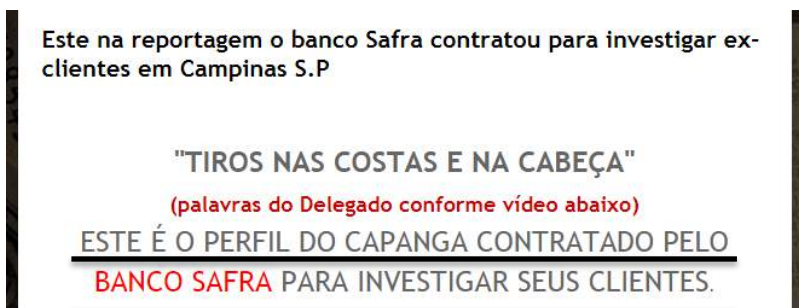 Este na reportagem o banco Safra contratou para investigar ex-
clientes em Campinas S.P
"TIROS NAS COSTAS E NA CABEÇA"
(palavras do Delegado conforme vídeo abaixo)
ESTE É O PERFIL DO CAPANGA CONTRATADO PELO
BANCO SAFRA PARA INVESTIGAR SEUS CLIENTES.